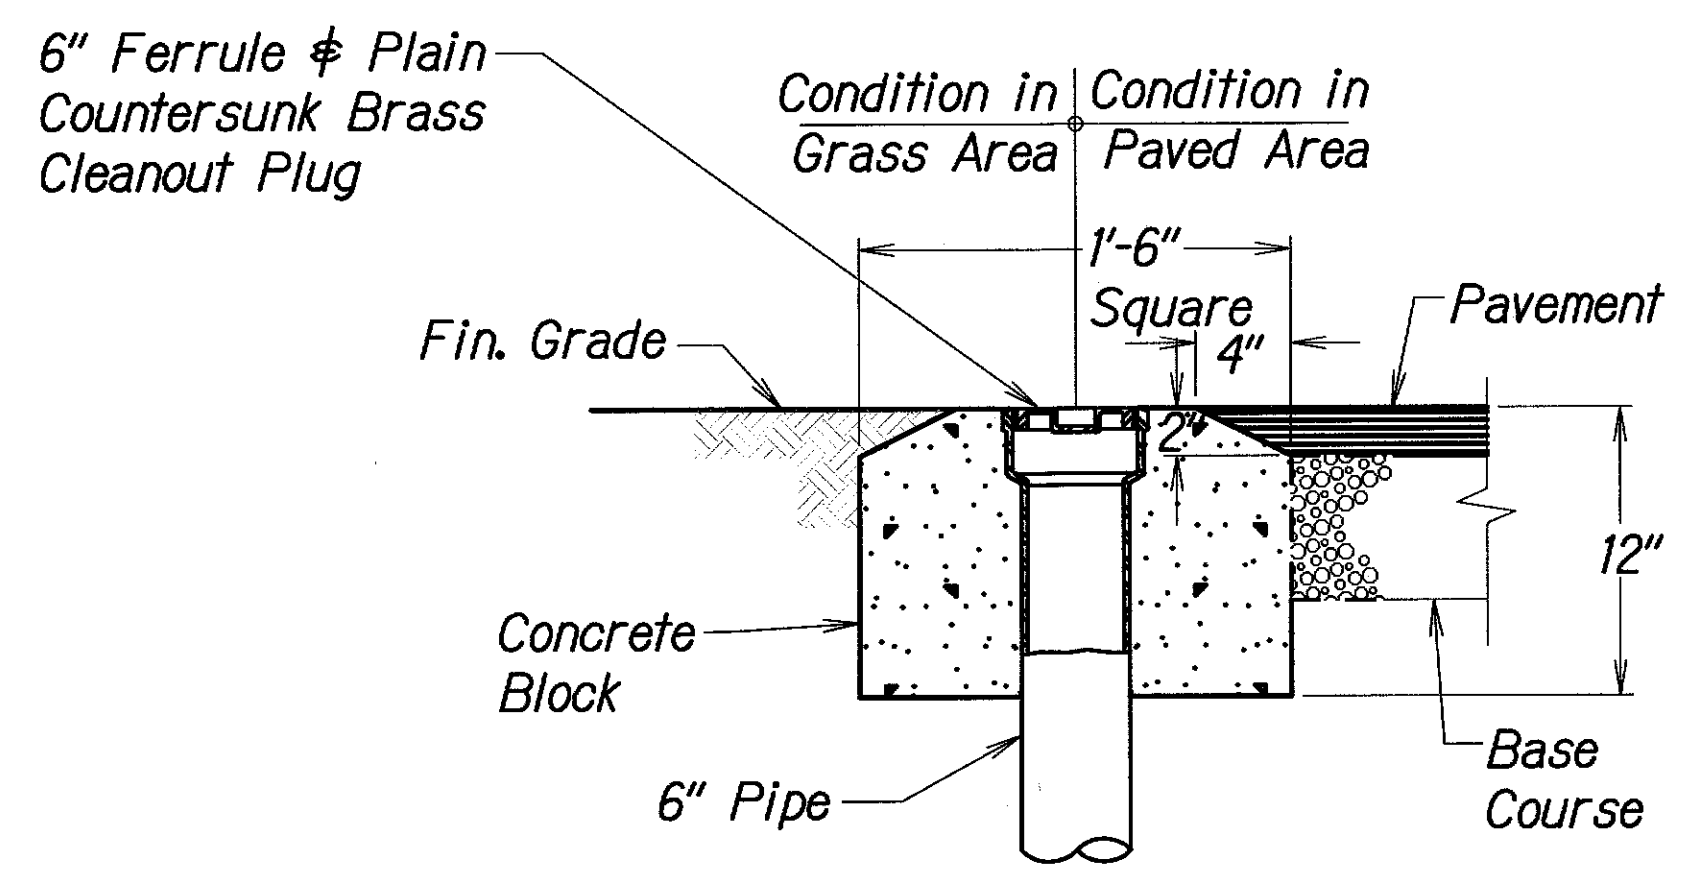 6" Ferrule & Plain
Countersunk Brass
Cleanout Plug
Condition in
Grass Area
Condition in
Paved Area
1'-6"
Square
4"
Pavement
Fin. Grade
2"
12"
Concrete
Block
6" Pipe
Base
Course